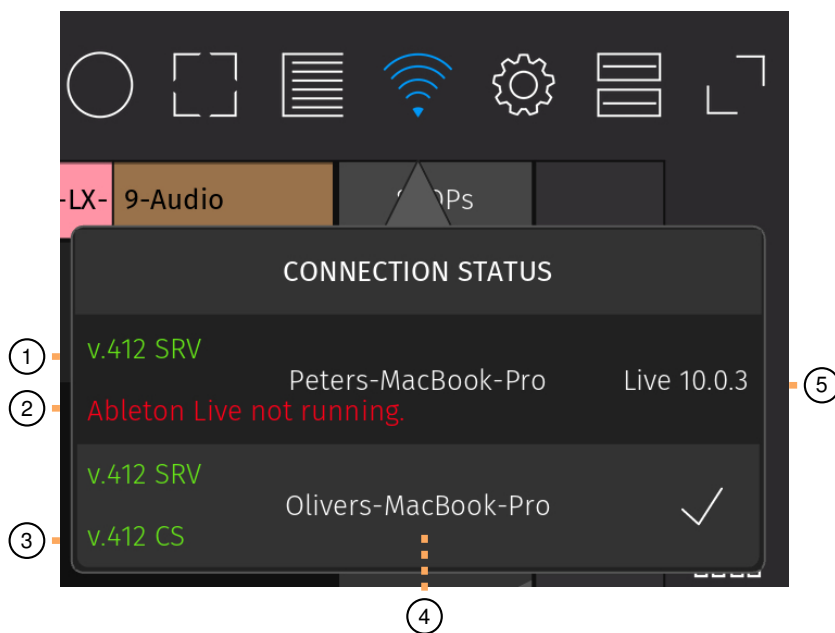 -LX-
9-Audio
CONNECTION STATUS
1
v.412 SRV
Peters-MacBook-Pro
Live 10.0.3
5
2
Ableton Live not running.
v.412 SRV
Olivers-MacBook-Pro
3
v.412 CS
4